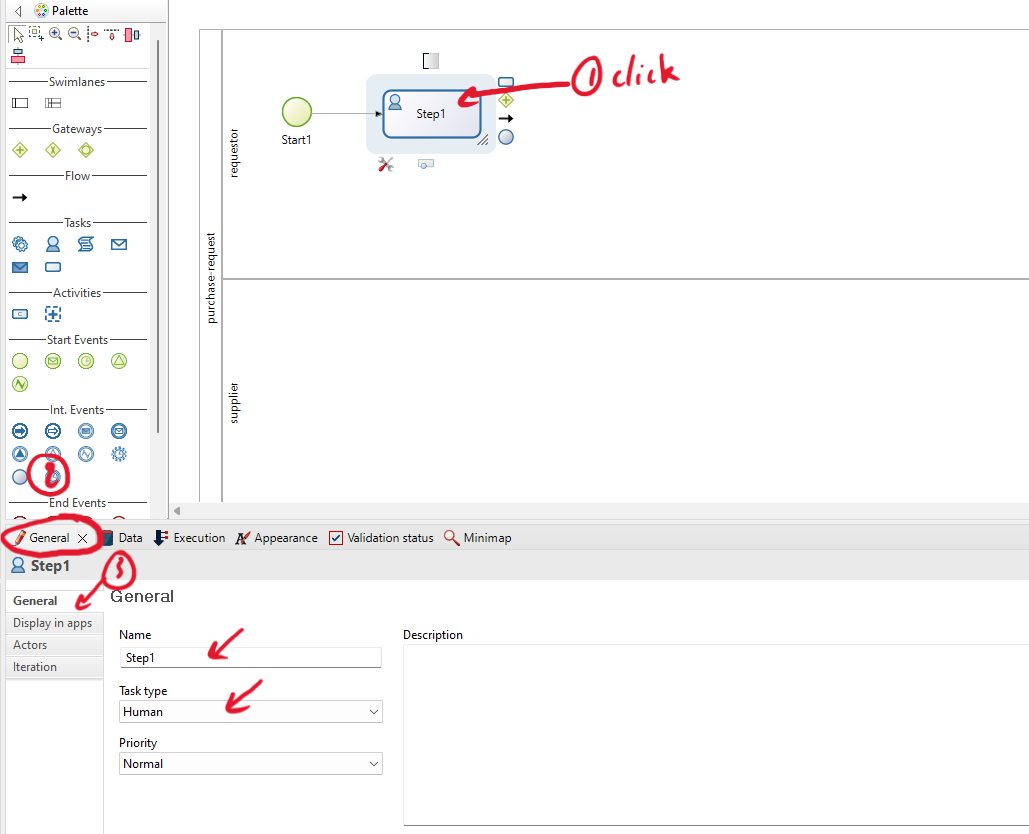 Palette
Swimlanes
Gateways
Flow
Tasks
Activities
C
Start Events
Int. Events
End Events
purchase-request
requestor
supplier
Start1
Step1
① click
2
General
Data
Execution
Appearance
Validation status
Minimap
Step1
3
General
Display in apps
Actors
Iteration
General
Name
Step1
Task type
Human
Priority
Normal
Description